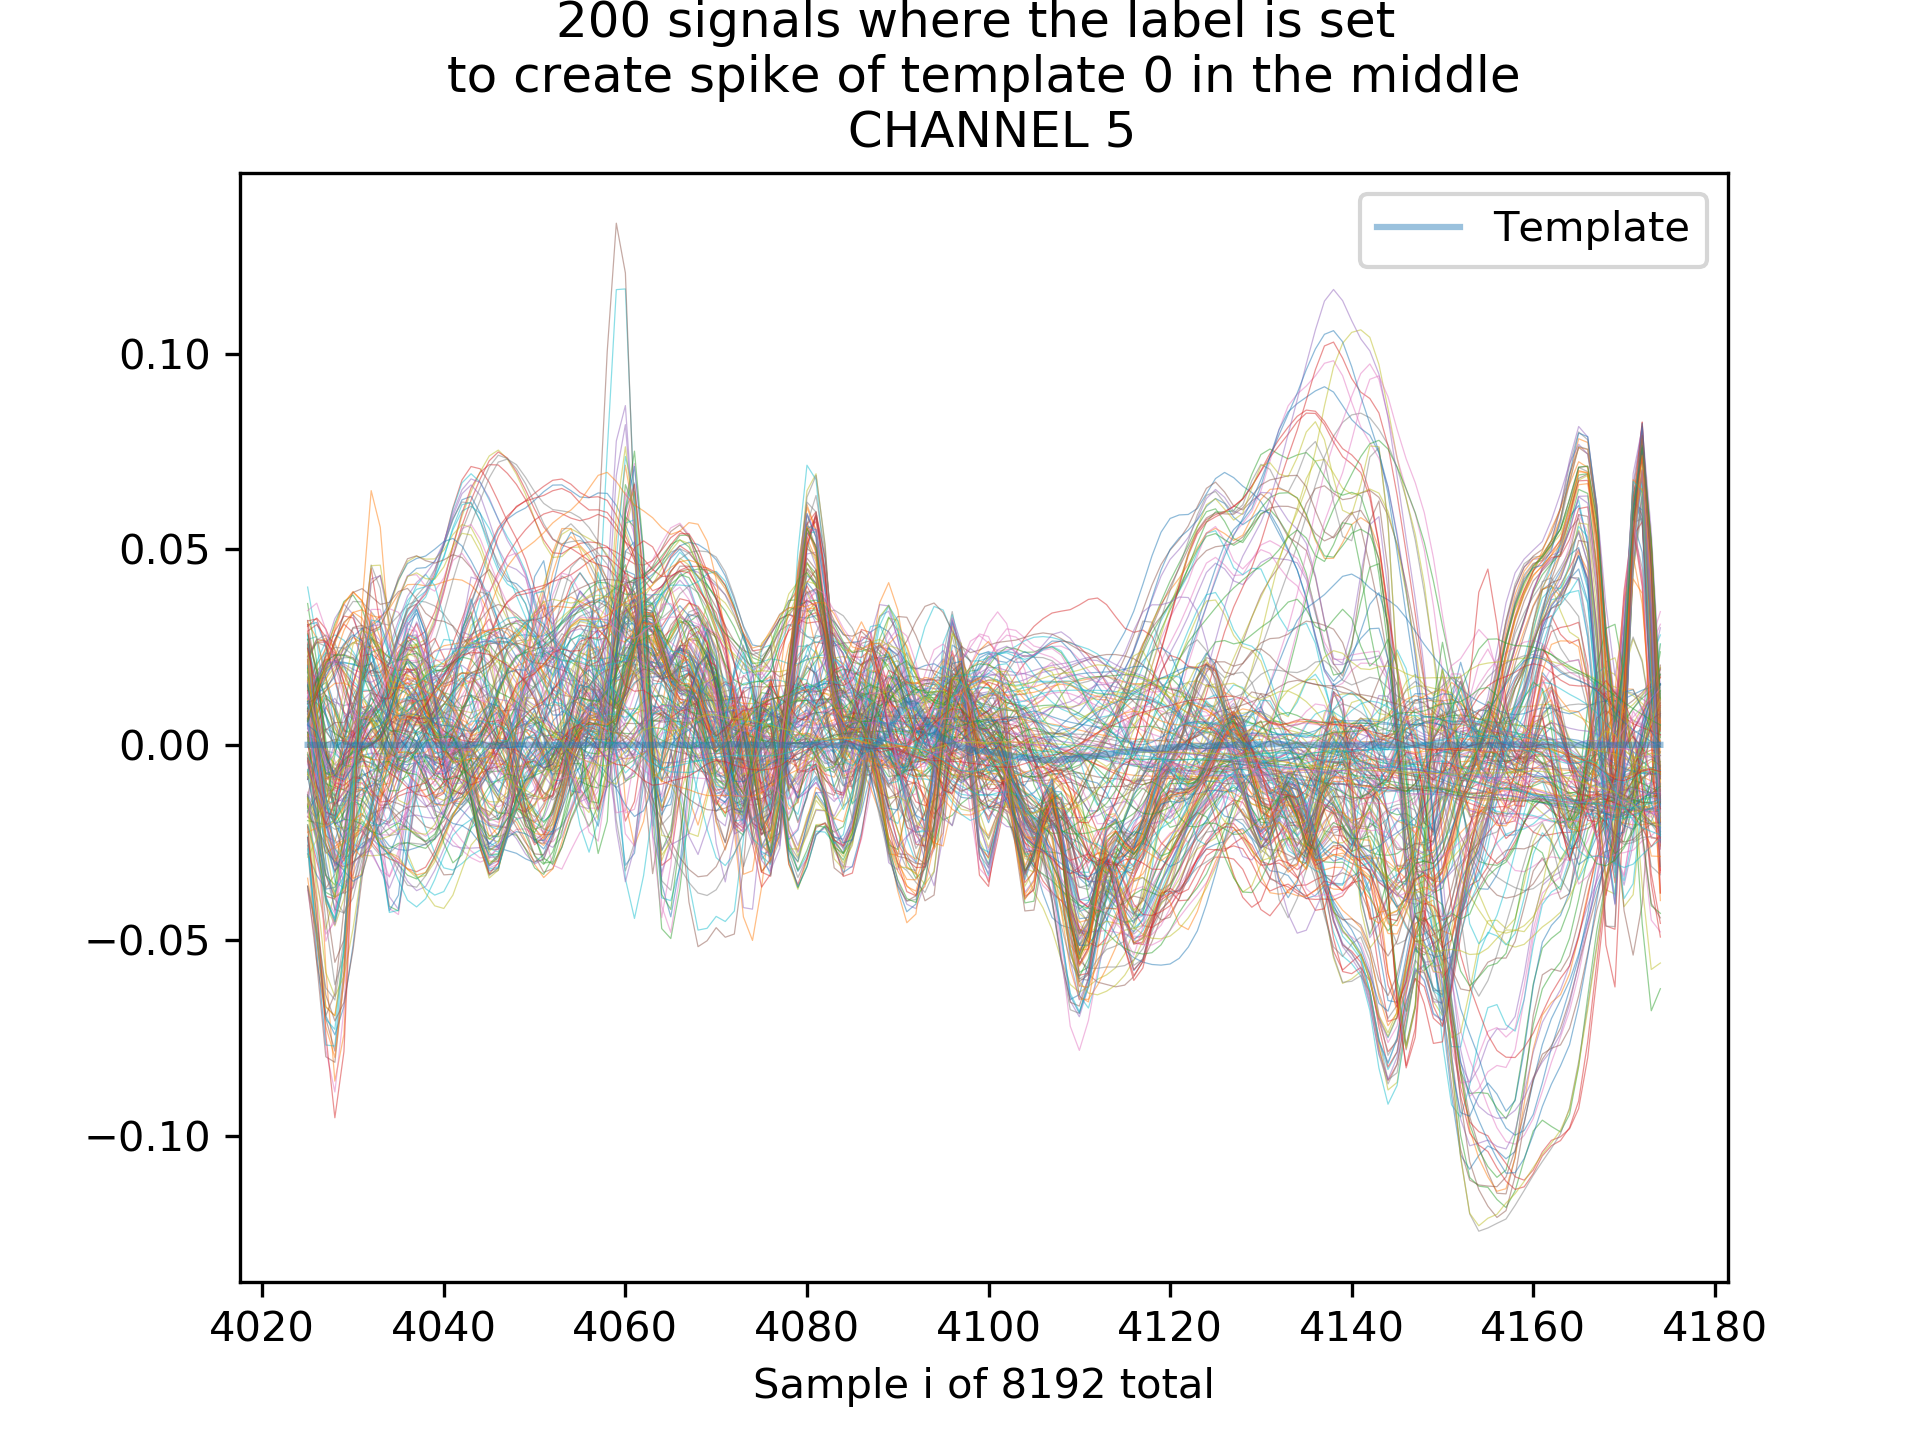 200 signals where the label is set
to create spike of template 0 in the middle
CHANNEL 5
Template
0.10
0.05
0.00
−0.05
−0.10
4020 4040 4060 4080 4100 4120 4140 4160 4180
Sample i of 8192 total